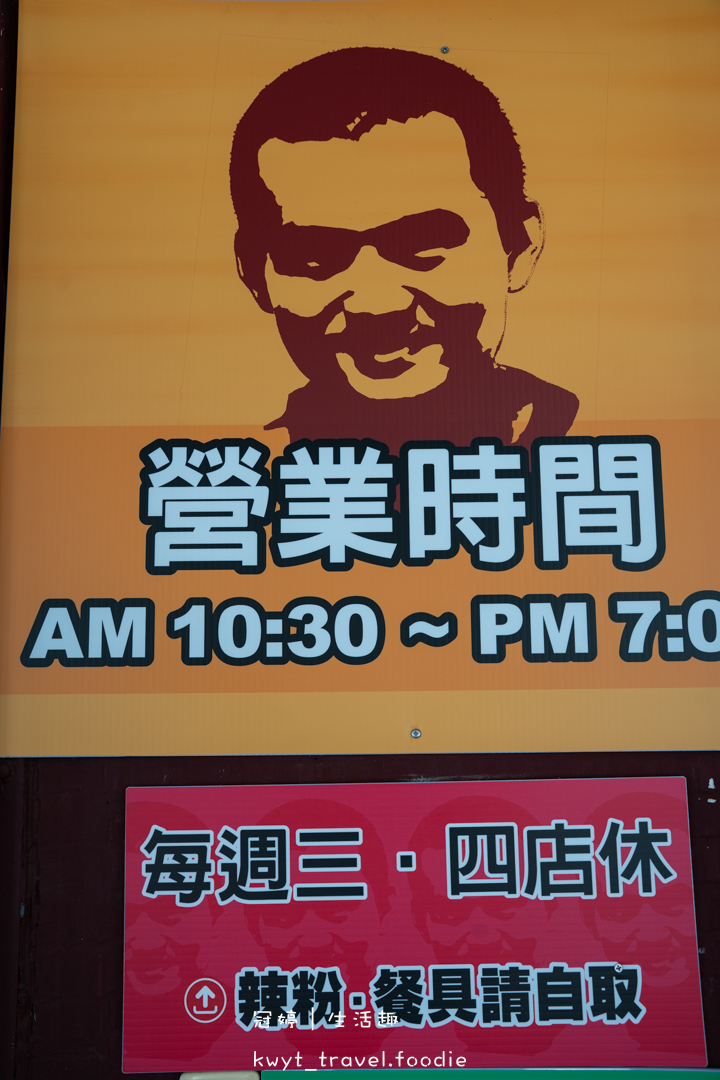 營業時間
AM 10:30 ~ PM 7:0
每週三·四店休
辣粉·餐具請自取
冠婷 | 生活趣
kwyt_travel.foodie